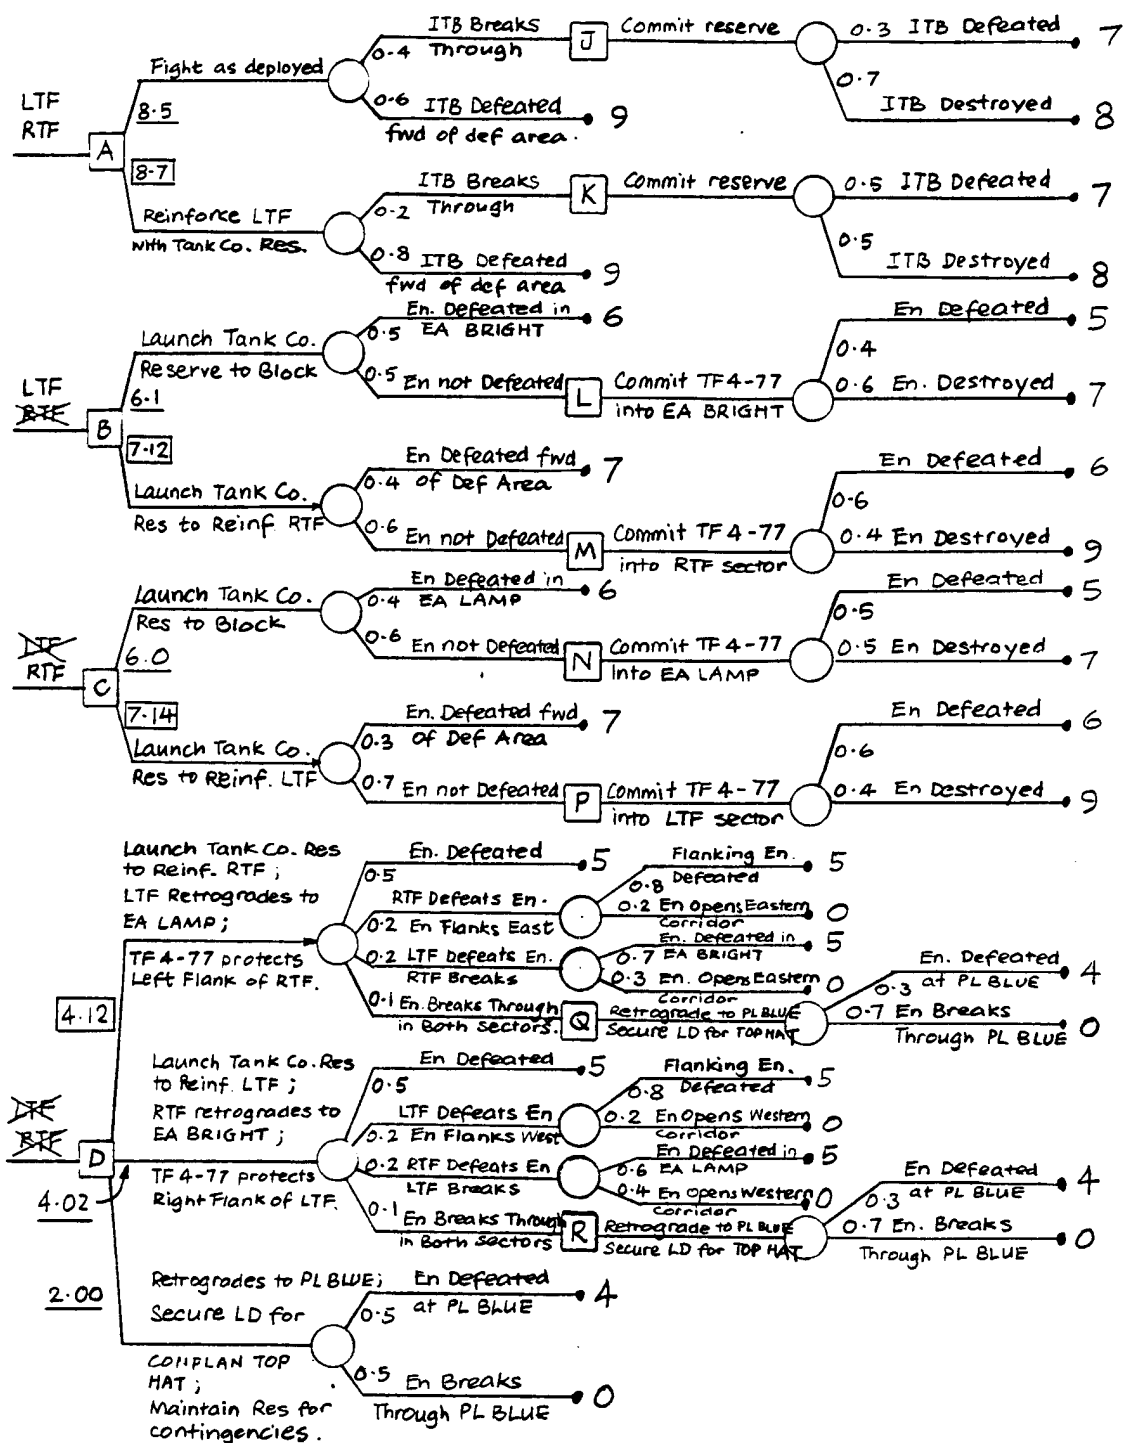 ITB Breaks
Through
0.4
J
Commit reserve
0.3 ITB Defeated
7
0.7
ITB Destroyed
8
Fight as deployed
8.5
0.6 ITB Defeated
fwd of def area.
9
LTF
RTF
A
8-7
Reinforce LTF
with Tank Co. Res.
ITB Breaks
Through
0.2
K
Commit reserve
0.5 ITB Defeated
7
0.5
ITB Destroyed
8
0.8 ITB Defeated
fwd of def area
9
Launch Tank Co.
Reserve to Block
6.1
En. Defeated in
0.5 EA BRIGHT
6
0.5 En not Defeated
L
Commit TF 4-77
into EA BRIGHT
En Defeated
5
0.4
0.6 En. Destroyed
7
LTF
RTF
B
7.12
Launch Tank Co.
Res to Reinf. RTF
En Defeated fwd
0.4 of Def Area
7
0.6 En not Defeated
M
Commit TF 4-77
into RTF sector
En Defeated
6
0.6
0.4 En Destroyed
9
Launch Tank Co.
Res to Block
6.0
En Defeated in
0.4 EA LAMP
6
0.6 En not Defeated
N
Commit TF 4-77
into EA LAMP
En Defeated
5
0.5
0.5 En Destroyed
7
LTF
RTF
C
7.14
Launch Tank Co.
Res to Reinf. LTF
En. Defeated fwd
0.3 of Def Area
7
0.7 En not Defeated
P
Commit TF 4-77
into LTF sector
En Defeated
6
0.6
0.4 En Destroyed
9
Launch Tank Co. Res
to Reinf. RTF;
LTF Retrogrades to
EA LAMP;
TF 4-77 protects
Left Flank of RTF.
4.12
En. Defeated
0.5
5
RTF Defeats En.
0.2 En Flanks East
Flanking En.
0.8 Defeated
5
0.2 En Opens Eastern
Corridor
0
0.2 LTF Defeats En.
RTF Breaks
En. Defeated in
0.7 EA BRIGHT
5
0.3 En. Opens Eastern
Corridor
0
0.1 En. Breaks Through
in Both Sectors.
Q
Retrograde to PL BLUE
Secure LD for TOP HAT
En. Defeated
0.3 at PL BLUE
4
0.7 En Breaks
Through PL BLUE
0
LTF
RTF
D
4.02
Launch Tank Co. Res
to Reinf. LTF;
RTF retrogrades to
EA BRIGHT;
TF 4-77 protects
Right Flank of LTF.
En Defeated
0.5
5
LTF Defeats En
0.2 En Flanks West
Flanking En.
0.8 Defeated
5
0.2 En Opens Western
Corridor
0
0.2 RTF Defeats En
LTF Breaks
En Defeated in
0.6 EA LAMP
5
0.4 En Opens Western
Corridor
0
0.1 En Breaks Through
in Both Sectors
R
Retrograde to PL BLUE
Secure LD for TOP HAT
En Defeated
0.3 at PL BLUE
4
0.7 En. Breaks
Through PL BLUE
0
2.00
Retrogrades to PL BLUE;
Secure LD for
CONPLAN TOP
HAT;
Maintain Res for
contingencies.
En Defeated
0.5 at PL BLUE
4
0.5 En Breaks
Through PL BLUE
0